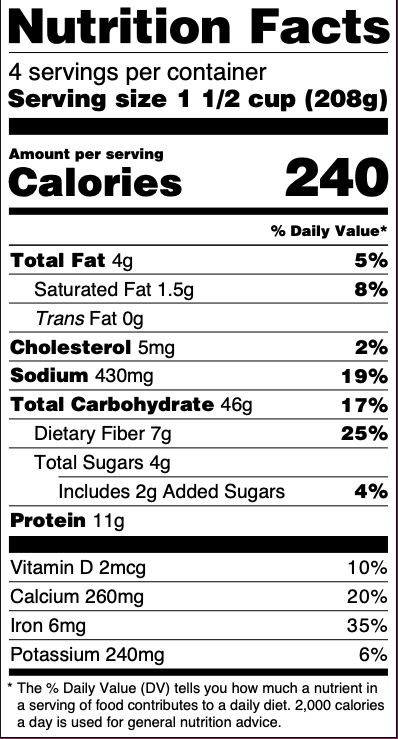 Nutrition Facts
4 servings per container
Serving size 1 1/2 cup (208g)
Amount per serving
Calories 240
% Daily Value*
Total Fat 4g 5%
Saturated Fat 1.5g 8%
Trans Fat 0g
Cholesterol 5mg 2%
Sodium 430mg 19%
Total Carbohydrate 46g 17%
Dietary Fiber 7g 25%
Total Sugars 4g
Includes 2g Added Sugars 4%
Protein 11g
Vitamin D 2mcg 10%
Calcium 260mg 20%
Iron 6mg 35%
Potassium 240mg 6%
* The % Daily Value (DV) tells you how much a nutrient in
a serving of food contributes to a daily diet. 2,000 calories
a day is used for general nutrition advice.